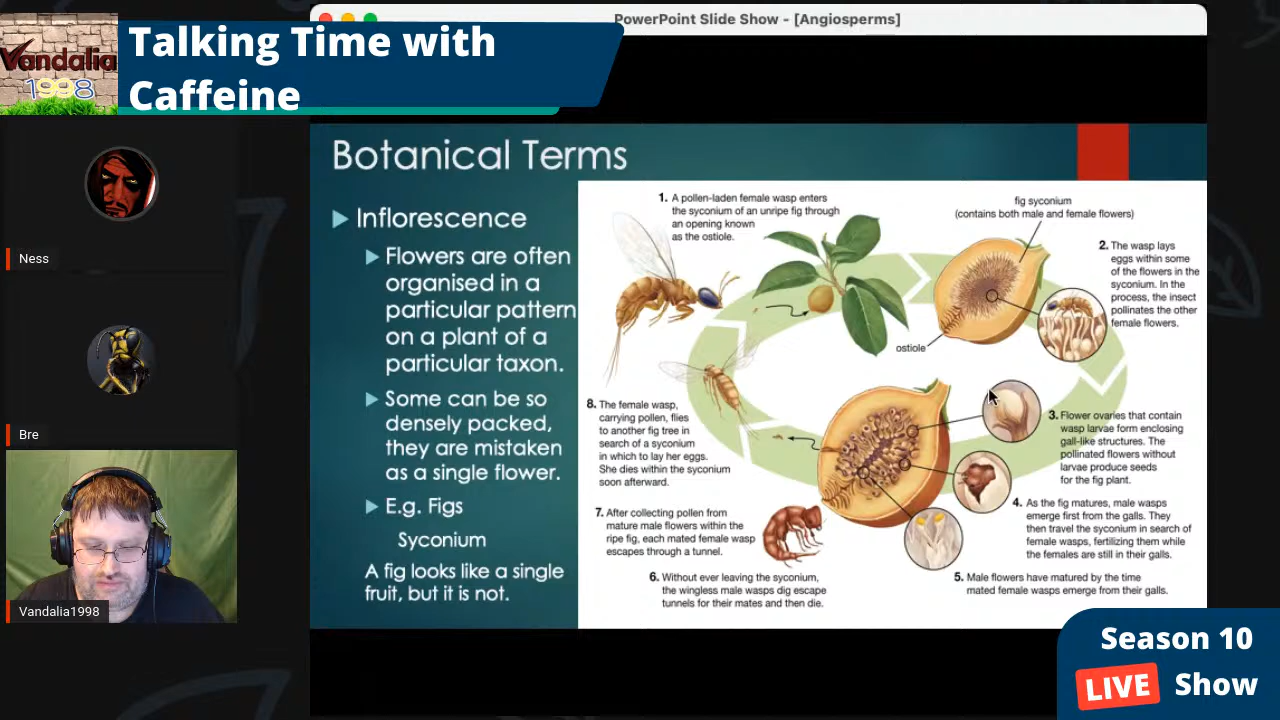 PowerPoint Slide Show - [Angiosperms]
Talking Time with
Caffeine
Vandalia
1998
Ness
Bre
Vandalia1998
Botanical Terms
Inflorescence
Flowers are often
organised in a
particular pattern
on a plant of a
particular taxon.
Some can be so
densely packed,
they are mistaken
as a single flower.
E.g. Figs
Syconium
A fig looks like a single
fruit, but it is not.
1. A pollen-laden female wasp enters
the syconium of an unripe fig through
an opening known
as the ostiole.
fig syconium
(contains both male and female flowers)
2. The wasp lays
eggs within some
of the flowers in the
syconium. In the
process, the insect
pollinates the other
female flowers.
ostiole
3. Flower ovaries that contain
wasp larvae form enclosing
gall-like structures. The
pollinated flowers without
larvae produce seeds
for the fig plant.
4. As the fig matures, male wasps
emerge first from the galls. They
then travel the syconium in search of
female wasps, fertilizing them while
the females are still in their galls.
5. Male flowers have matured by the time
mated female wasps emerge from their galls.
6. Without ever leaving the syconium,
the wingless male wasps dig escape
tunnels for their mates and then die.
7. After collecting pollen from
mature male flowers within the
ripe fig, each mated female wasp
escapes through a tunnel.
8. The female wasp,
carrying pollen, flies
to another fig tree in
search of a syconium
in which to lay her eggs.
She dies within the syconium
soon afterward.
Season 10
LIVE Show